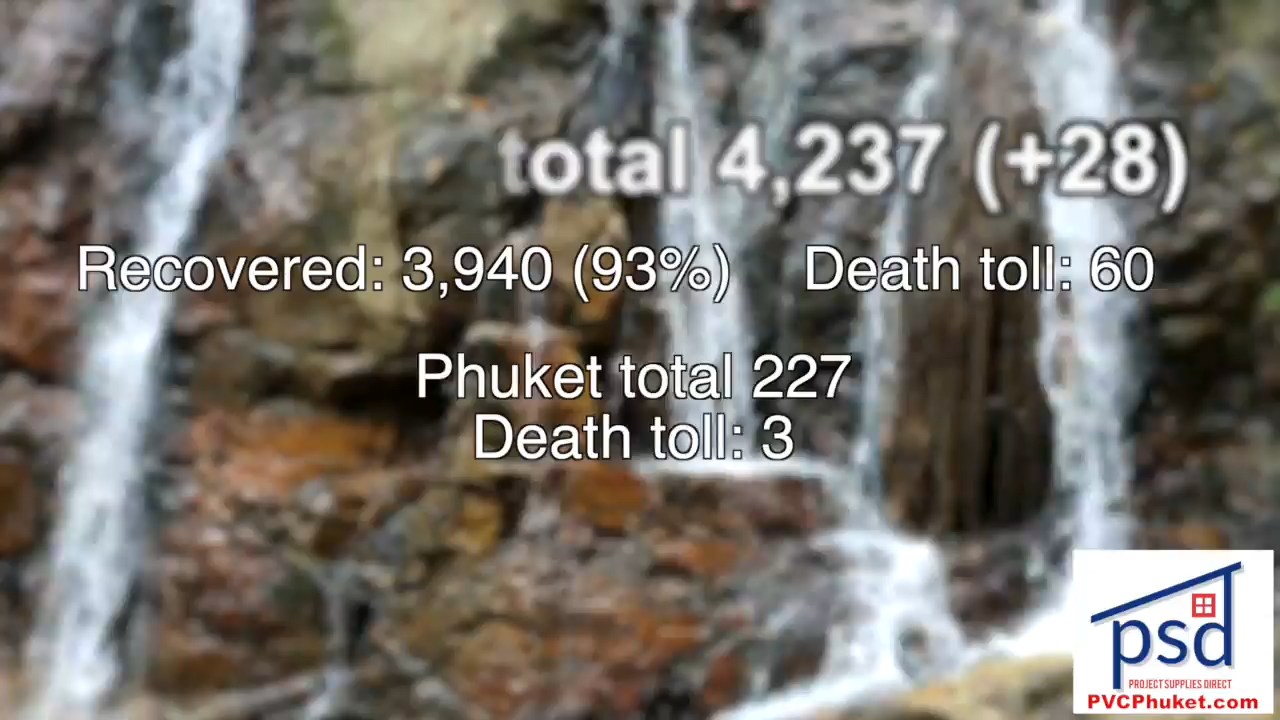 total 4,237 (+28)
Recovered: 3,940 (93%) Death toll: 60
Phuket total 227
Death toll: 3
psd
PROJECT SUPPLIES DIRECT
PVCPhuket.com